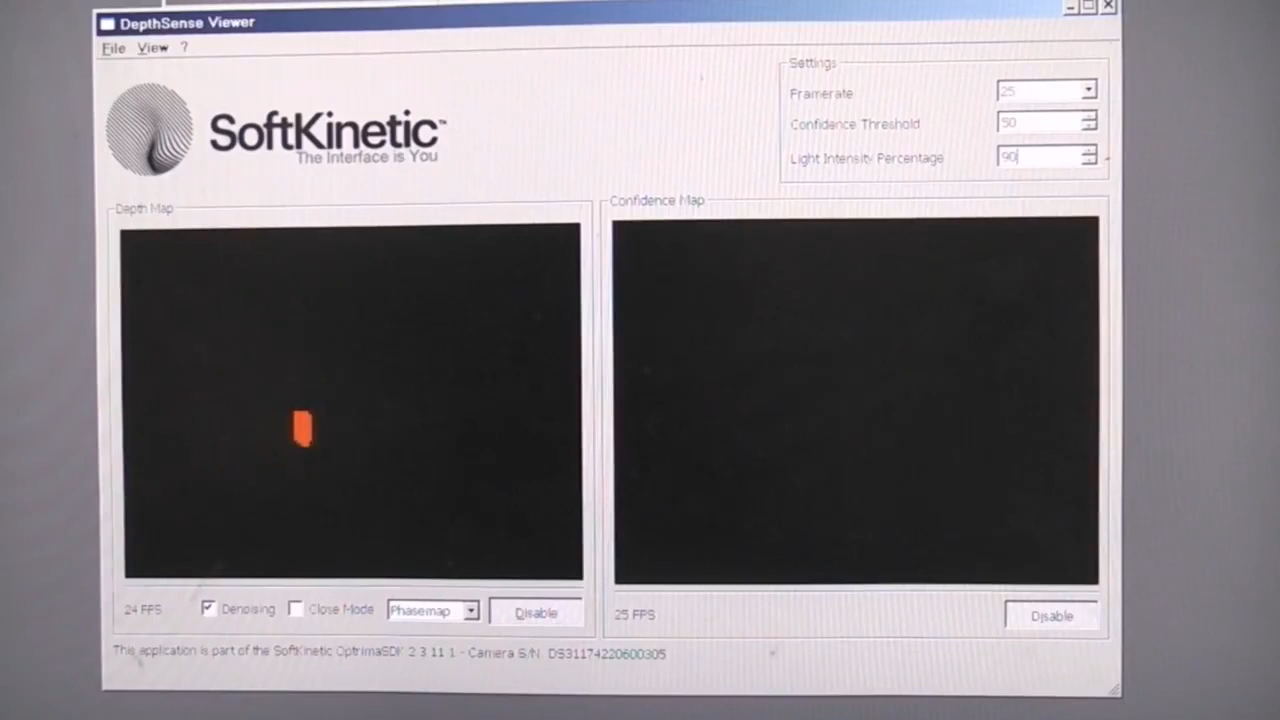 DepthSense Viewer
File View ?
SoftKinetic™
The Interface is You
Settings
Framerate 25
Confidence Threshold 50
Light Intensity Percentage 90
Depth Map
Confidence Map
24 FPS Denoising Close Mode Phasemap Disable
25 FPS Disable
This application is part of the SoftKinetic OptrimaSDK 2.3.11.1 - Camera S/N: DS31174220600305